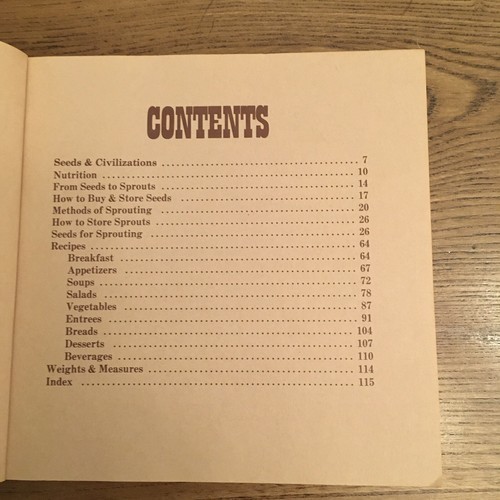 CONTENTS
Seeds & Civilizations ........................................ 7
Nutrition ........................................ 10
From Seeds to Sprouts ........................................ 14
How to Buy & Store Seeds ........................................ 17
Methods of Sprouting ........................................ 20
How to Store Sprouts ........................................ 26
Seeds for Sprouting ........................................ 26
Recipes ........................................ 64
Breakfast ........................................ 64
Appetizers ........................................ 67
Soups ........................................ 72
Salads ........................................ 78
Vegetables ........................................ 87
Entrees ........................................ 91
Breads ........................................ 104
Desserts ........................................ 107
Beverages ........................................ 110
Weights & Measures ........................................ 114
Index ........................................ 115